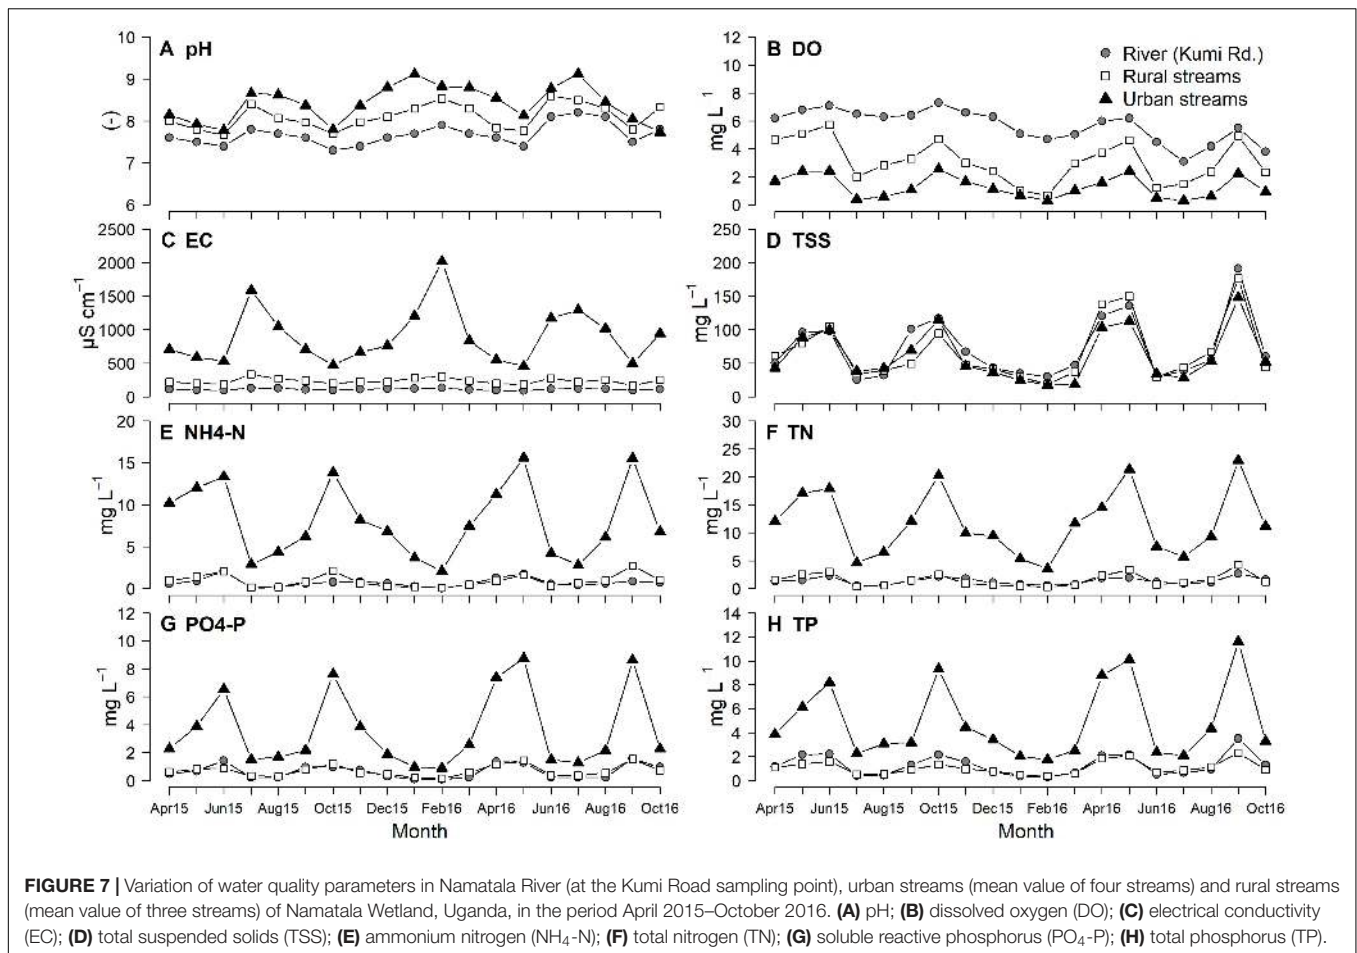 A pH
10
9
8
7
6
(-)
B DO
12
10
8
6
4
2
0
mg L⁻¹
River (Kumi Rd.)
Rural streams
Urban streams
C EC
2500
2000
1500
1000
500
0
µS cm⁻¹
D TSS
250
200
150
100
50
0
mg L⁻¹
E NH4-N
20
15
10
5
0
mg L⁻¹
F TN
30
25
20
15
10
5
0
mg L⁻¹
G PO4-P
12
10
8
6
4
2
0
mg L⁻¹
Apr15 Jun15 Aug15 Oct15 Dec15 Feb16 Apr16 Jun16 Aug16 Oct16
Month
H TP
14
12
10
8
6
4
2
0
mg L⁻¹
Apr15 Jun15 Aug15 Oct15 Dec15 Feb16 Apr16 Jun16 Aug16 Oct16
Month
FIGURE 7 | Variation of water quality parameters in Namatala River (at the Kumi Road sampling point), urban streams (mean value of four streams) and rural streams
(mean value of three streams) of Namatala Wetland, Uganda, in the period April 2015–October 2016. (A) pH; (B) dissolved oxygen (DO); (C) electrical conductivity
(EC); (D) total suspended solids (TSS); (E) ammonium nitrogen (NH₄-N); (F) total nitrogen (TN); (G) soluble reactive phosphorus (PO₄-P); (H) total phosphorus (TP).